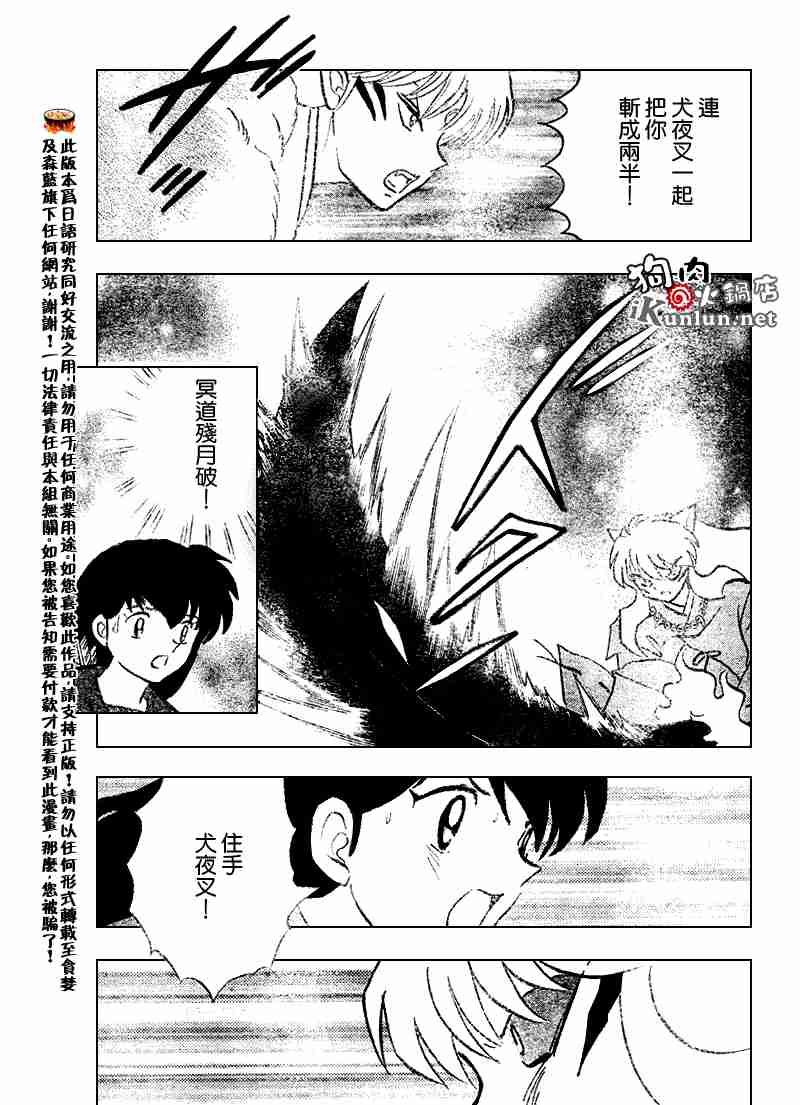 連
犬夜叉一起
把你
斬成兩半！
狗肉
火鍋店
iKunlun.net
冥道殘月破！
住手
犬夜叉！
此版本爲日語研究同好交流之用，請勿用于任何商業用途。如您喜歡此作品，請支持正版！請勿以任何形式轉載至貪婪
及森藍旗下任何網站，謝謝！一切法律責任與本組無關。如果您被告知需要付款才能看到此漫畫，那麼，您被騙了！